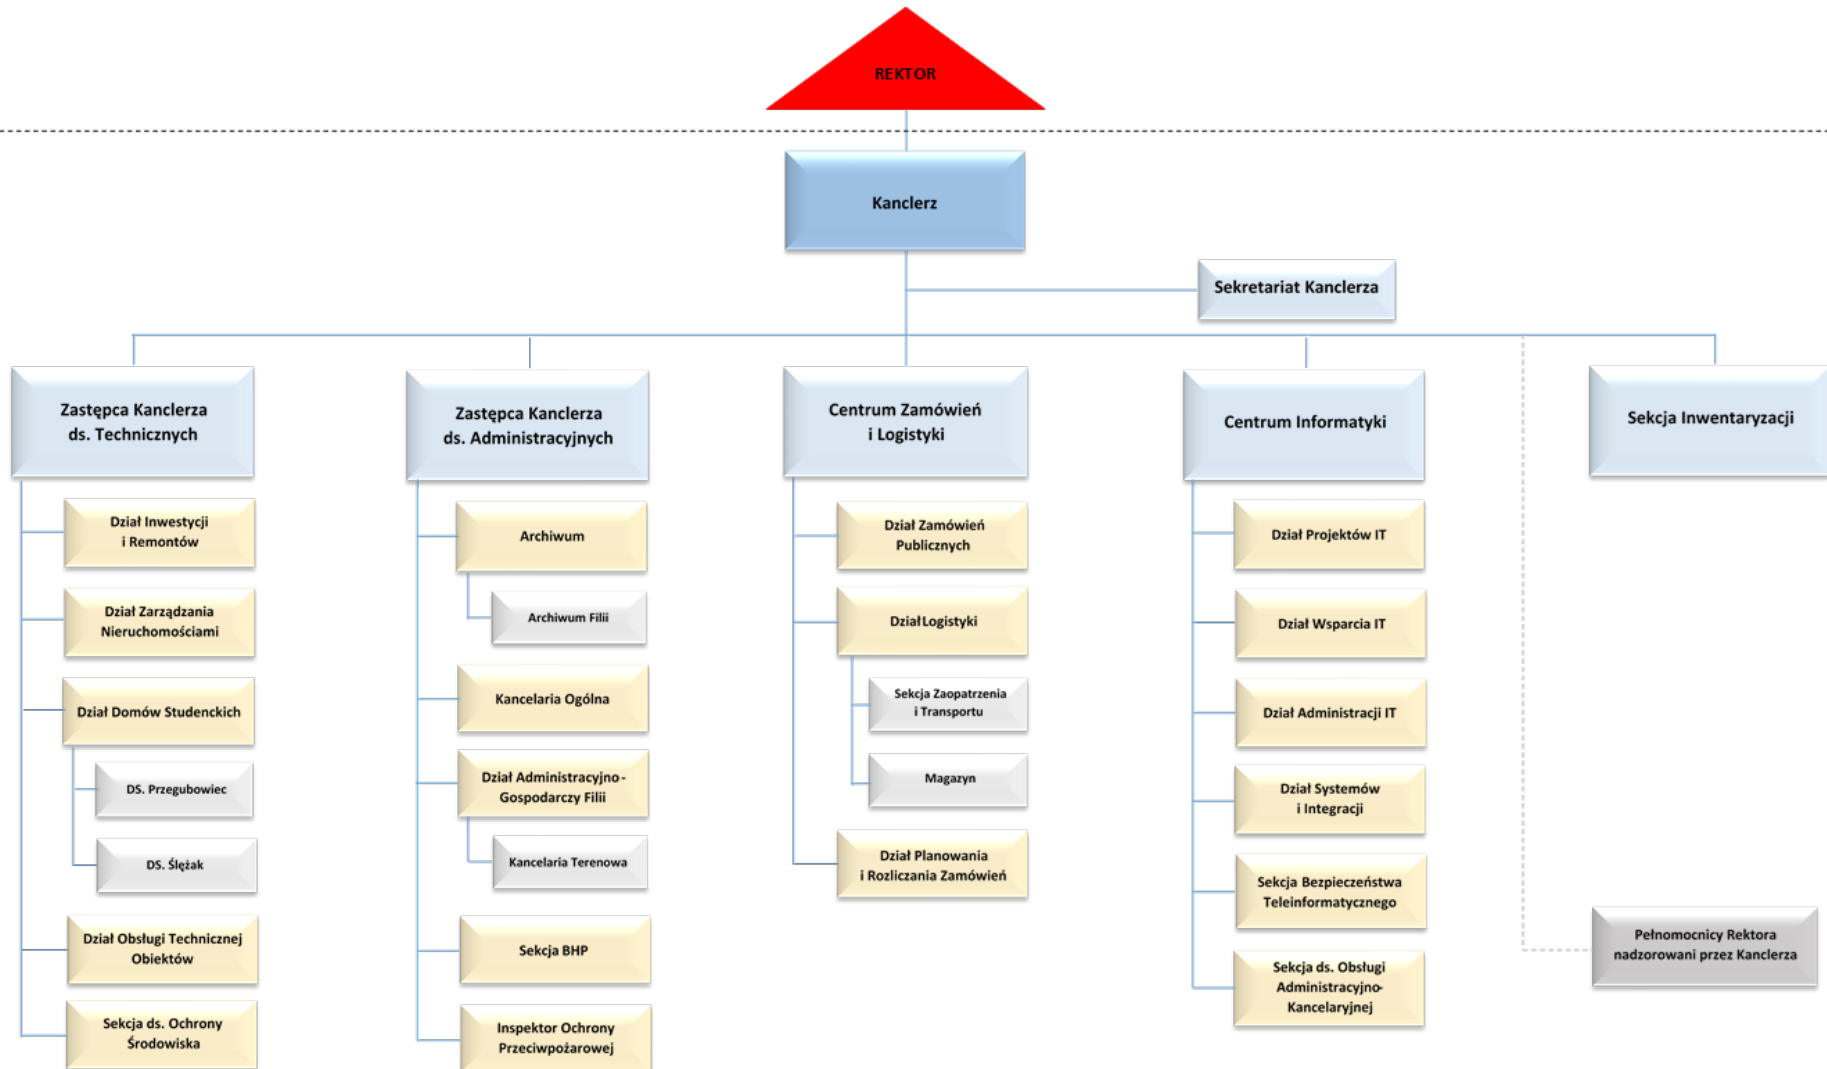 REKTOR
Kanclerz
Sekretariat Kanclerza
Zastępca Kanclerza
ds. Technicznych
Dział Inwestycji
i Remontów
Dział Zarządzania
Nieruchomościami
Dział Domów Studenckich
DS. Przegubowiec
DS. Ślężak
Dział Obsługi Technicznej
Obiektów
Sekcja ds. Ochrony
Środowiska
Zastępca Kanclerza
ds. Administracyjnych
Archiwum
Archiwum Filii
Kancelaria Ogólna
Dział Administracyjno-
Gospodarczy Filii
Kancelaria Terenowa
Sekcja BHP
Inspektor Ochrony
Przeciwpożarowej
Centrum Zamówień
i Logistyki
Dział Zamówień
Publicznych
Dział Logistyki
Sekcja Zaopatrzenia
i Transportu
Magazyn
Dział Planowania
i Rozliczania Zamówień
Centrum Informatyki
Dział Projektów IT
Dział Wsparcia IT
Dział Administracji IT
Dział Systemów
i Integracji
Sekcja Bezpieczeństwa
Teleinformatycznego
Sekcja ds. Obsługi
Administracyjno-
Kancelaryjnej
Sekcja Inwentaryzacji
Pełnomocnicy Rektora
nadzorowani przez Kanclerza